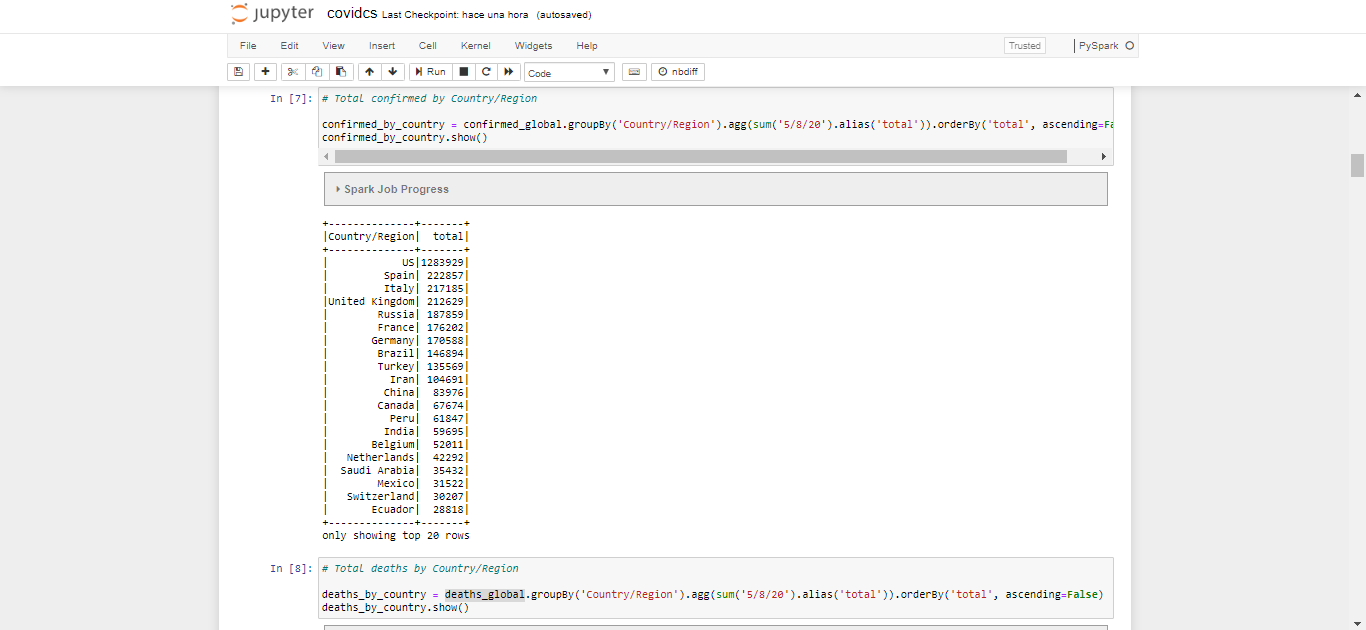 jupyter covidcs Last Checkpoint: hace una hora (autosaved)
File Edit View Insert Cell Kernel Widgets Help Trusted PySpark
Run Code nbdiff
In [7]: # Total confirmed by Country/Region
confirmed_by_country = confirmed_global.groupBy('Country/Region').agg(sum('5/8/20').alias('total')).orderBy('total', ascending=Fa
confirmed_by_country.show()
Spark Job Progress
+--------------+-------+
|Country/Region|  total|
+--------------+-------+
|            US|1283929|
|         Spain| 222857|
|         Italy| 217185|
|United Kingdom| 212629|
|        Russia| 187859|
|        France| 176202|
|       Germany| 170588|
|        Brazil| 146894|
|        Turkey| 135569|
|          Iran| 104691|
|         China|  83976|
|        Canada|  67674|
|          Peru|  61847|
|         India|  59695|
|       Belgium|  52011|
|   Netherlands|  42292|
|  Saudi Arabia|  35432|
|        Mexico|  31522|
|   Switzerland|  30207|
|       Ecuador|  28818|
+--------------+-------+
only showing top 20 rows
In [8]: # Total deaths by Country/Region
deaths_by_country = deaths_global.groupBy('Country/Region').agg(sum('5/8/20').alias('total')).orderBy('total', ascending=False)
deaths_by_country.show()